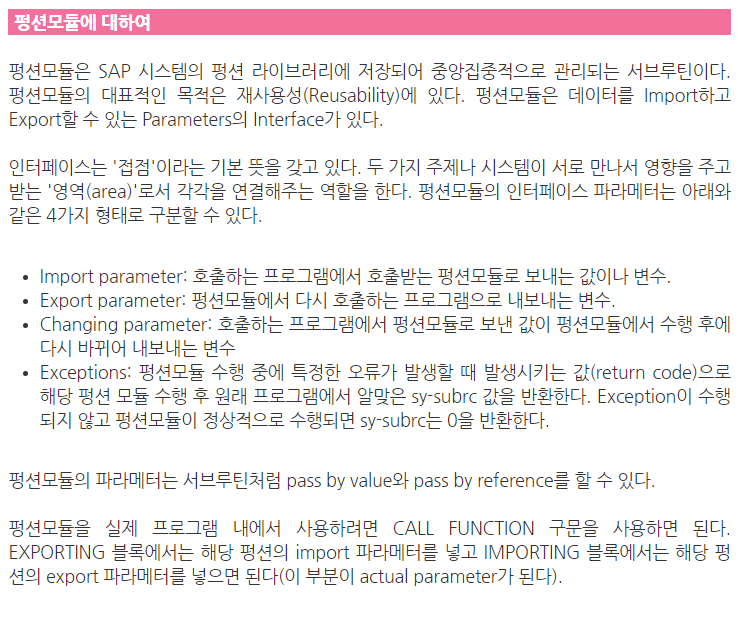 펑션모듈에 대하여
펑션모듈은 SAP 시스템의 펑션 라이브러리에 저장되어 중앙집중적으로 관리되는 서브루틴이다.
펑션모듈의 대표적인 목적은 재사용성(Reusability)에 있다. 펑션모듈은 데이터를 Import하고
Export할 수 있는 Parameters의 Interface가 있다.
인터페이스는 '접점'이라는 기본 뜻을 갖고 있다. 두 가지 주제나 시스템이 서로 만나서 영향을 주고
받는 '영역(area)'로서 각각을 연결해주는 역할을 한다. 펑션모듈의 인터페이스 파라메터는 아래와
같은 4가지 형태로 구분할 수 있다.
• Import parameter: 호출하는 프로그램에서 호출받는 펑션모듈로 보내는 값이나 변수.
• Export parameter: 펑션모듈에서 다시 호출하는 프로그램으로 내보내는 변수.
• Changing parameter: 호출하는 프로그램에서 펑션모듈로 보낸 값이 펑션모듈에서 수행 후에
다시 바뀌어 내보내는 변수
• Exceptions: 펑션모듈 수행 중에 특정한 오류가 발생할 때 발생시키는 값(return code)으로
해당 펑션 모듈 수행 후 원래 프로그램에서 알맞은 sy-subrc 값을 반환한다. Exception이 수행
되지 않고 펑션모듈이 정상적으로 수행되면 sy-subrc는 0을 반환한다.
펑션모듈의 파라메터는 서브루틴처럼 pass by value와 pass by reference를 할 수 있다.
펑션모듈을 실제 프로그램 내에서 사용하려면 CALL FUNCTION 구문을 사용하면 된다.
EXPORTING 블록에서는 해당 펑션의 import 파라메터를 넣고 IMPORTING 블록에서는 해당 펑
션의 export 파라메터를 넣으면 된다(이 부분이 actual parameter가 된다).